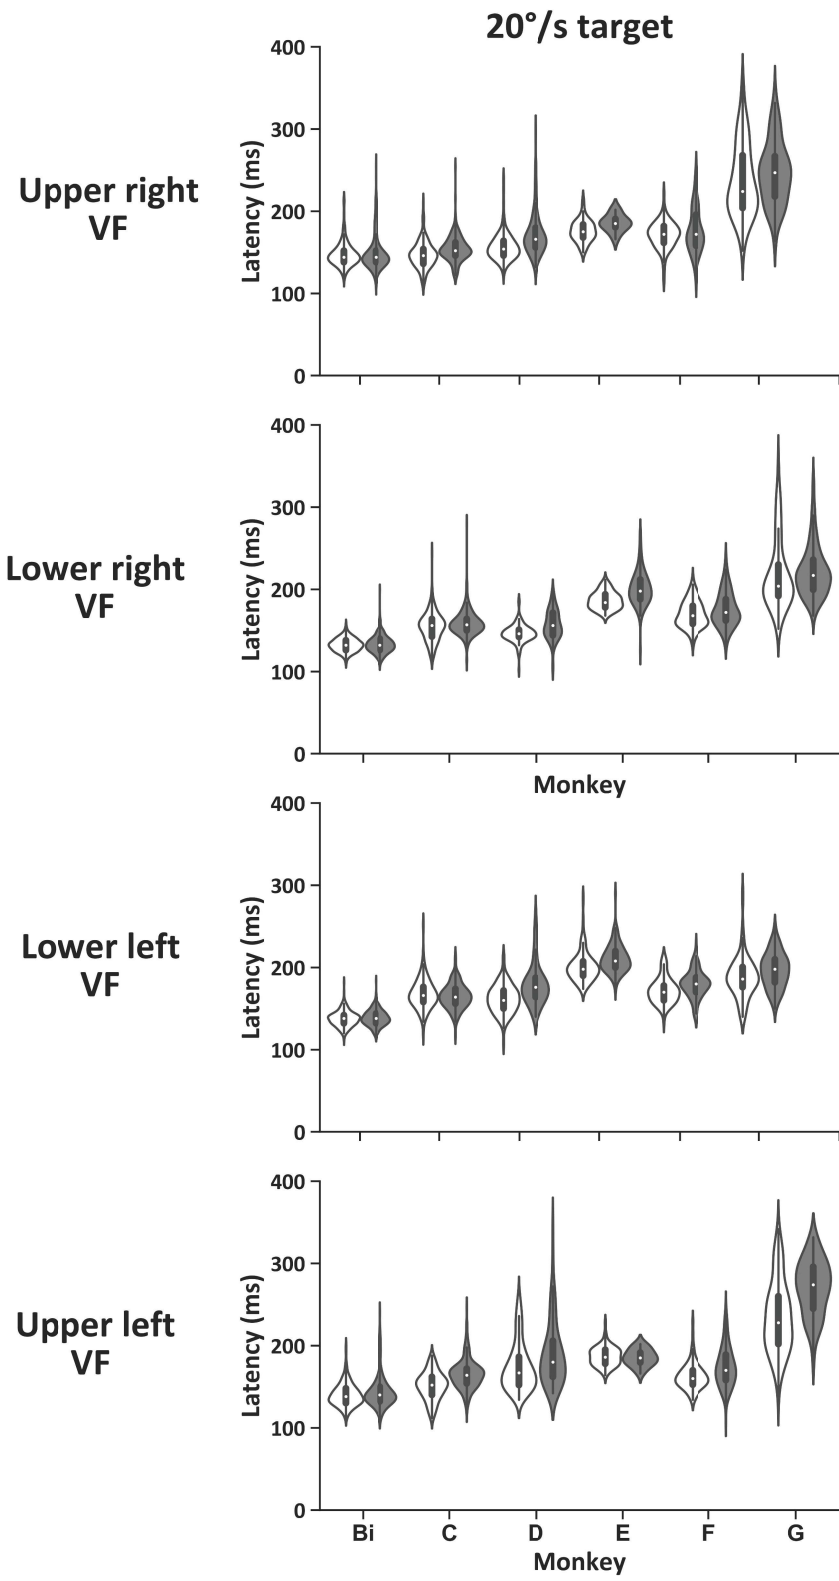 20°/s target
Upper right
VF
Latency (ms)
400
300
200
100
0
Lower right
VF
Latency (ms)
400
300
200
100
0
Monkey
Lower left
VF
Latency (ms)
400
300
200
100
0
Upper left
VF
Latency (ms)
400
300
200
100
0
Bi C D E F G
Monkey